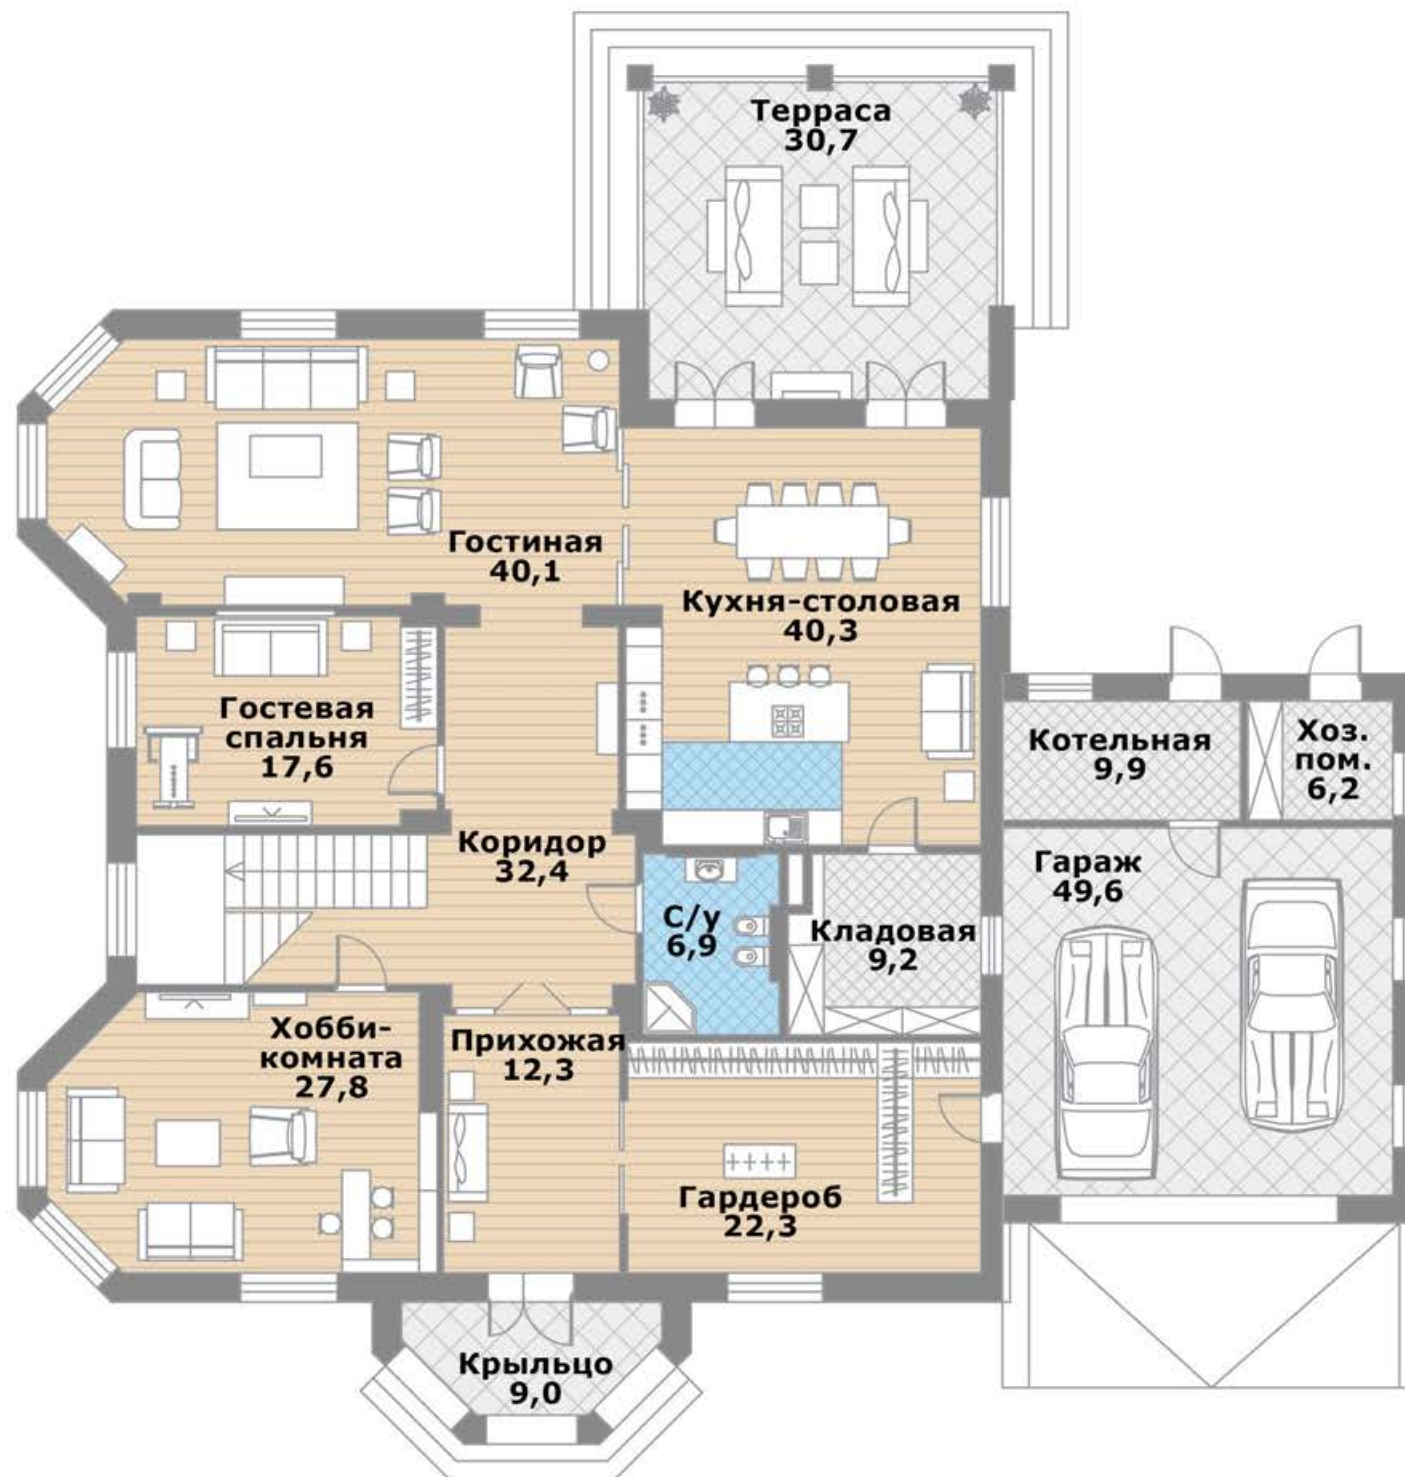 Терраса
30,7
Гостиная
40,1
Кухня-столовая
40,3
Гостевая
спальня
17,6
Котельная
9,9
Хоз.
пом.
6,2
Коридор
32,4
Гараж
49,6
С/у
6,9
Кладовая
9,2
Хобби-
комната
27,8
Прихожая
12,3
Гардероб
22,3
Крыльцо
9,0